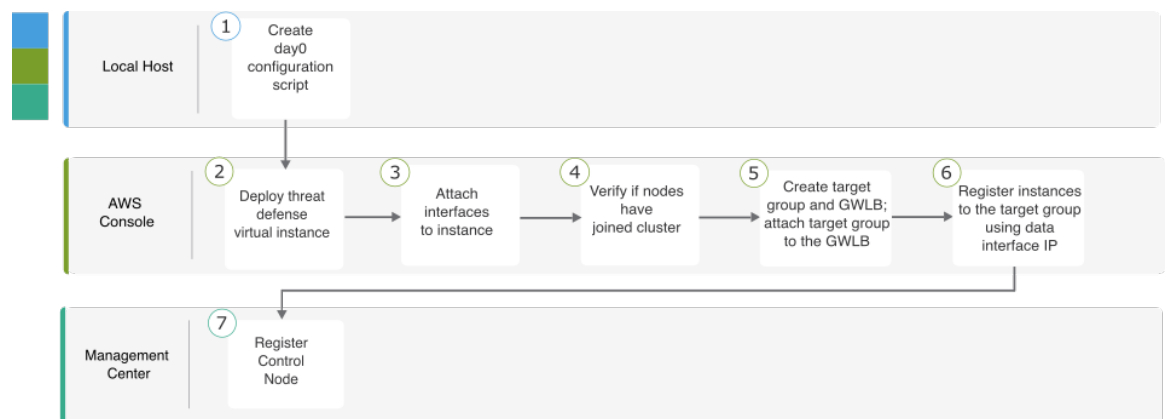 1
Create
day0
configuration
script
Local Host
2
Deploy threat
defense
virtual instance
3
Attach
interfaces
to instance
4
Verify if nodes
have
joined cluster
5
Create target
group and GWLB;
attach target group
to the GWLB
6
Register instances
to the target group
using data
interface IP
AWS
Console
7
Register
Control
Node
Management
Center